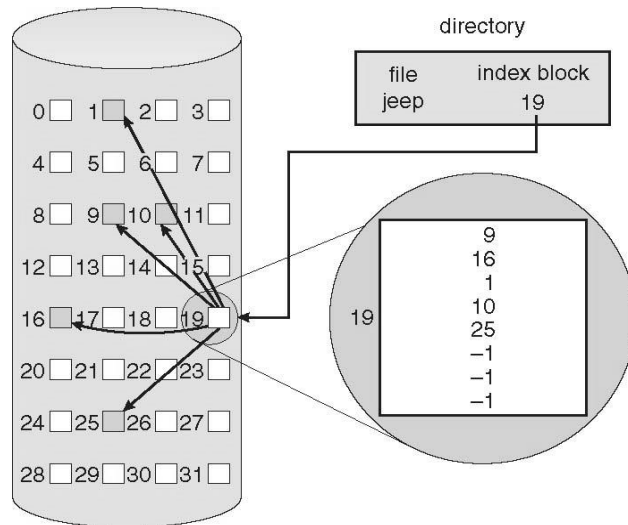 directory
file index block
jeep 19
0 1 2 3
4 5 6 7
8 9 10 11
12 13 14 15
16 17 18 19
20 21 22 23
24 25 26 27
28 29 30 31
19
9
16
1
10
25
–1
–1
–1